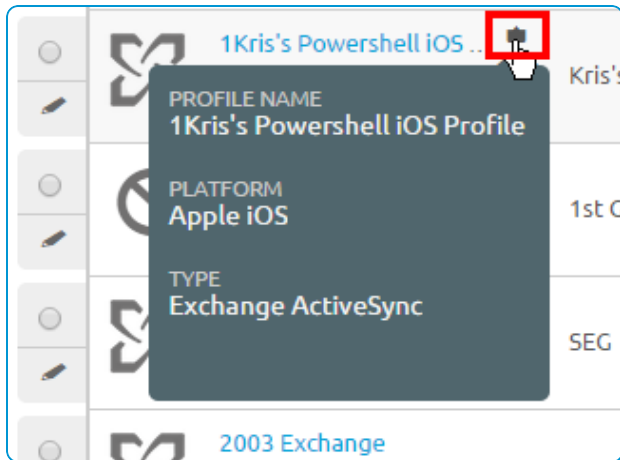 1Kris's Powershell iOS ...
Kris's
PROFILE NAME
1Kris's Powershell iOS Profile
PLATFORM
Apple iOS
1st
TYPE
Exchange ActiveSync
SEG
2003 Exchange